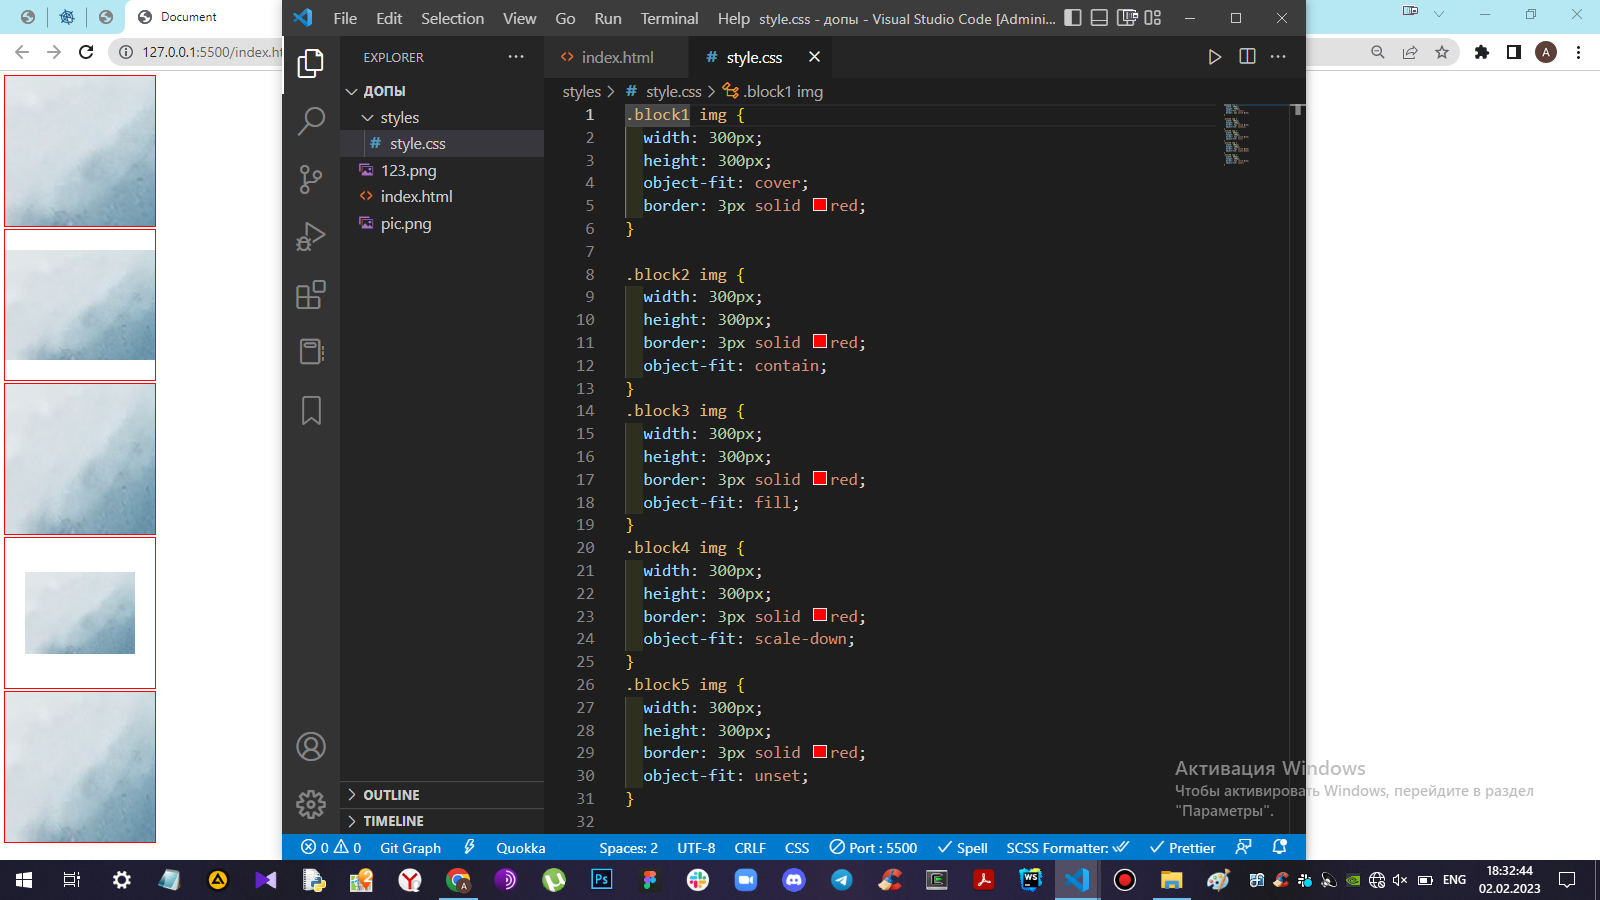 Document
127.0.0.1:5500/index.ht
File Edit Selection View Go Run Terminal Help style.css - допы - Visual Studio Code [Admini...
EXPLORER
ДОПЫ
styles
style.css
123.png
index.html
pic.png
OUTLINE
TIMELINE
index.html style.css
styles > style.css > .block1 img
1 .block1 img {
2 width: 300px;
3 height: 300px;
4 object-fit: cover;
5 border: 3px solid red;
6 }
7
8 .block2 img {
9 width: 300px;
10 height: 300px;
11 border: 3px solid red;
12 object-fit: contain;
13 }
14 .block3 img {
15 width: 300px;
16 height: 300px;
17 border: 3px solid red;
18 object-fit: fill;
19 }
20 .block4 img {
21 width: 300px;
22 height: 300px;
23 border: 3px solid red;
24 object-fit: scale-down;
25 }
26 .block5 img {
27 width: 300px;
28 height: 300px;
29 border: 3px solid red;
30 object-fit: unset;
31 }
32
A
Активация Windows
Чтобы активировать Windows, перейдите в раздел
"Параметры".
0 0 Git Graph Quokka Spaces: 2 UTF-8 CRLF CSS Port : 5500 Spell SCSS Formatter: Prettier
Ps
WS
ENG
18:32:44
02.02.2023